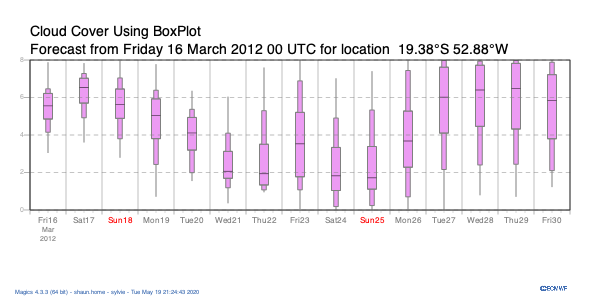 Cloud Cover Using BoxPlot
Forecast from Friday 16 March 2012 00 UTC for location  19.38°S 52.88°W
8
6
4
2
0
Fri16 Sat17 Sun18 Mon19 Tue20 Wed21 Thu22 Fri23 Sat24 Sun25 Mon26 Tue27 Wed28 Thu29 Fri30
Mar
2012
Magics 4.3.3 (64 bit) - shaun.home - sylvie - Tue May 19 21:24:43 2020
©ECMWF